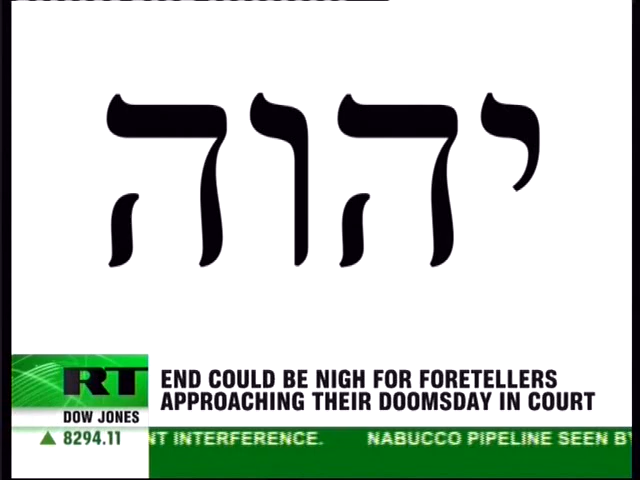 יהוה
RT
END COULD BE NIGH FOR FORETELLERS
APPROACHING THEIR DOOMSDAY IN COURT
DOW JONES
▲ 8294.11
NT INTERFERENCE. NABUCCO PIPELINE SEEN BY